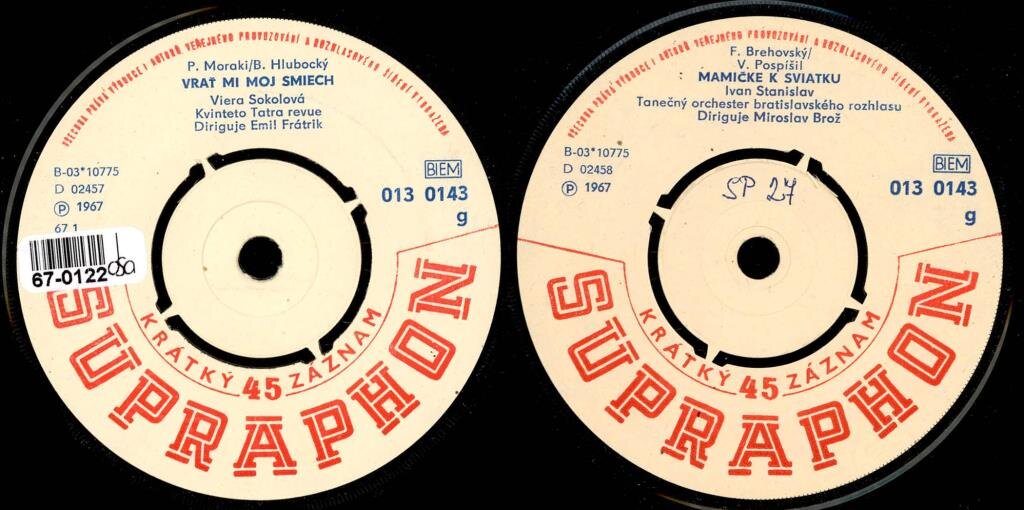 VŠECHNA PRÁVA VÝROBCE I AUTORŮ VEŘEJNÉHO PROVOZOVÁNÍ A ROZHLASOVÉHO ŠÍŘENÍ VYHRAZENA
P. Moraki/B. Hlubocký
VRAŤ MI MOJ SMIECH
Viera Sokolová
Kvinteto Tatra revue
Diriguje Emil Frátrik
B-03*10775
D 02457
Ⓟ 1967
67 1
BIEM
013 0143
g
67-0122
KRÁTKÝ 45 ZÁZNAM
SUPRAPHON
VŠECHNA PRÁVA VÝROBCE I AUTORŮ VEŘEJNÉHO PROVOZOVÁNÍ A ROZHLASOVÉHO ŠÍŘENÍ VYHRAZENA
F. Brehovský/
V. Pospíšil
MAMIČKE K SVIATKU
Ivan Stanislav
Tanečný orchester bratislavského rozhlasu
Diriguje Miroslav Brož
B-03*10775
D 02458
Ⓟ 1967
BIEM
013 0143
g
SP 27
KRÁTKÝ 45 ZÁZNAM
SUPRAPHON